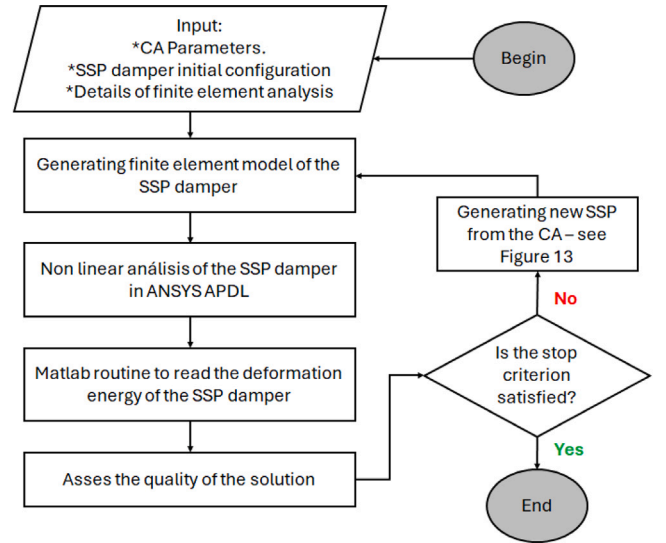 Input:
*CA Parameters.
*SSP damper initial configuration
*Details of finite element analysis
Begin
Generating finite element model of the
SSP damper
Generating new SSP
from the CA – see
Figure 13
Non linear análisis of the SSP damper
in ANSYS APDL
No
Is the stop
criterion
satisfied?
Matlab routine to read the deformation
energy of the SSP damper
Yes
Asses the quality of the solution
End